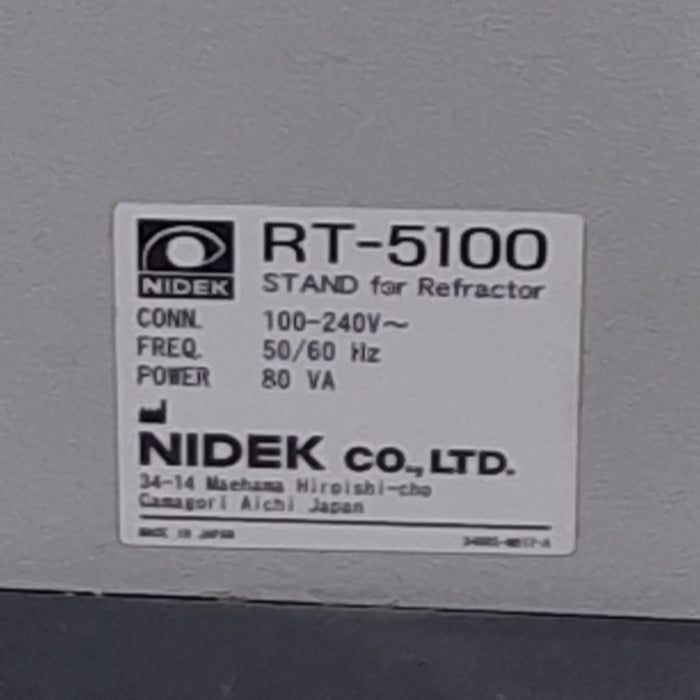 NIDEK
RT-5100
STAND for Refractor
CONN. 100-240V~
FREQ. 50/60 Hz
POWER 80 VA
NIDEK CO., LTD.
34-14 Maehama Hiroishi-cho
Gamagori Aichi Japan
MADE IN JAPAN